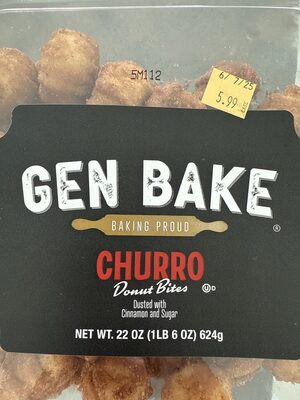 5M112
6/7/25
5.99
GEN BAKE
BAKING PROUD
®
CHURRO
Donut Bites
U D
Dusted with
Cinnamon and Sugar
NET WT. 22 OZ (1LB 6 OZ) 624g